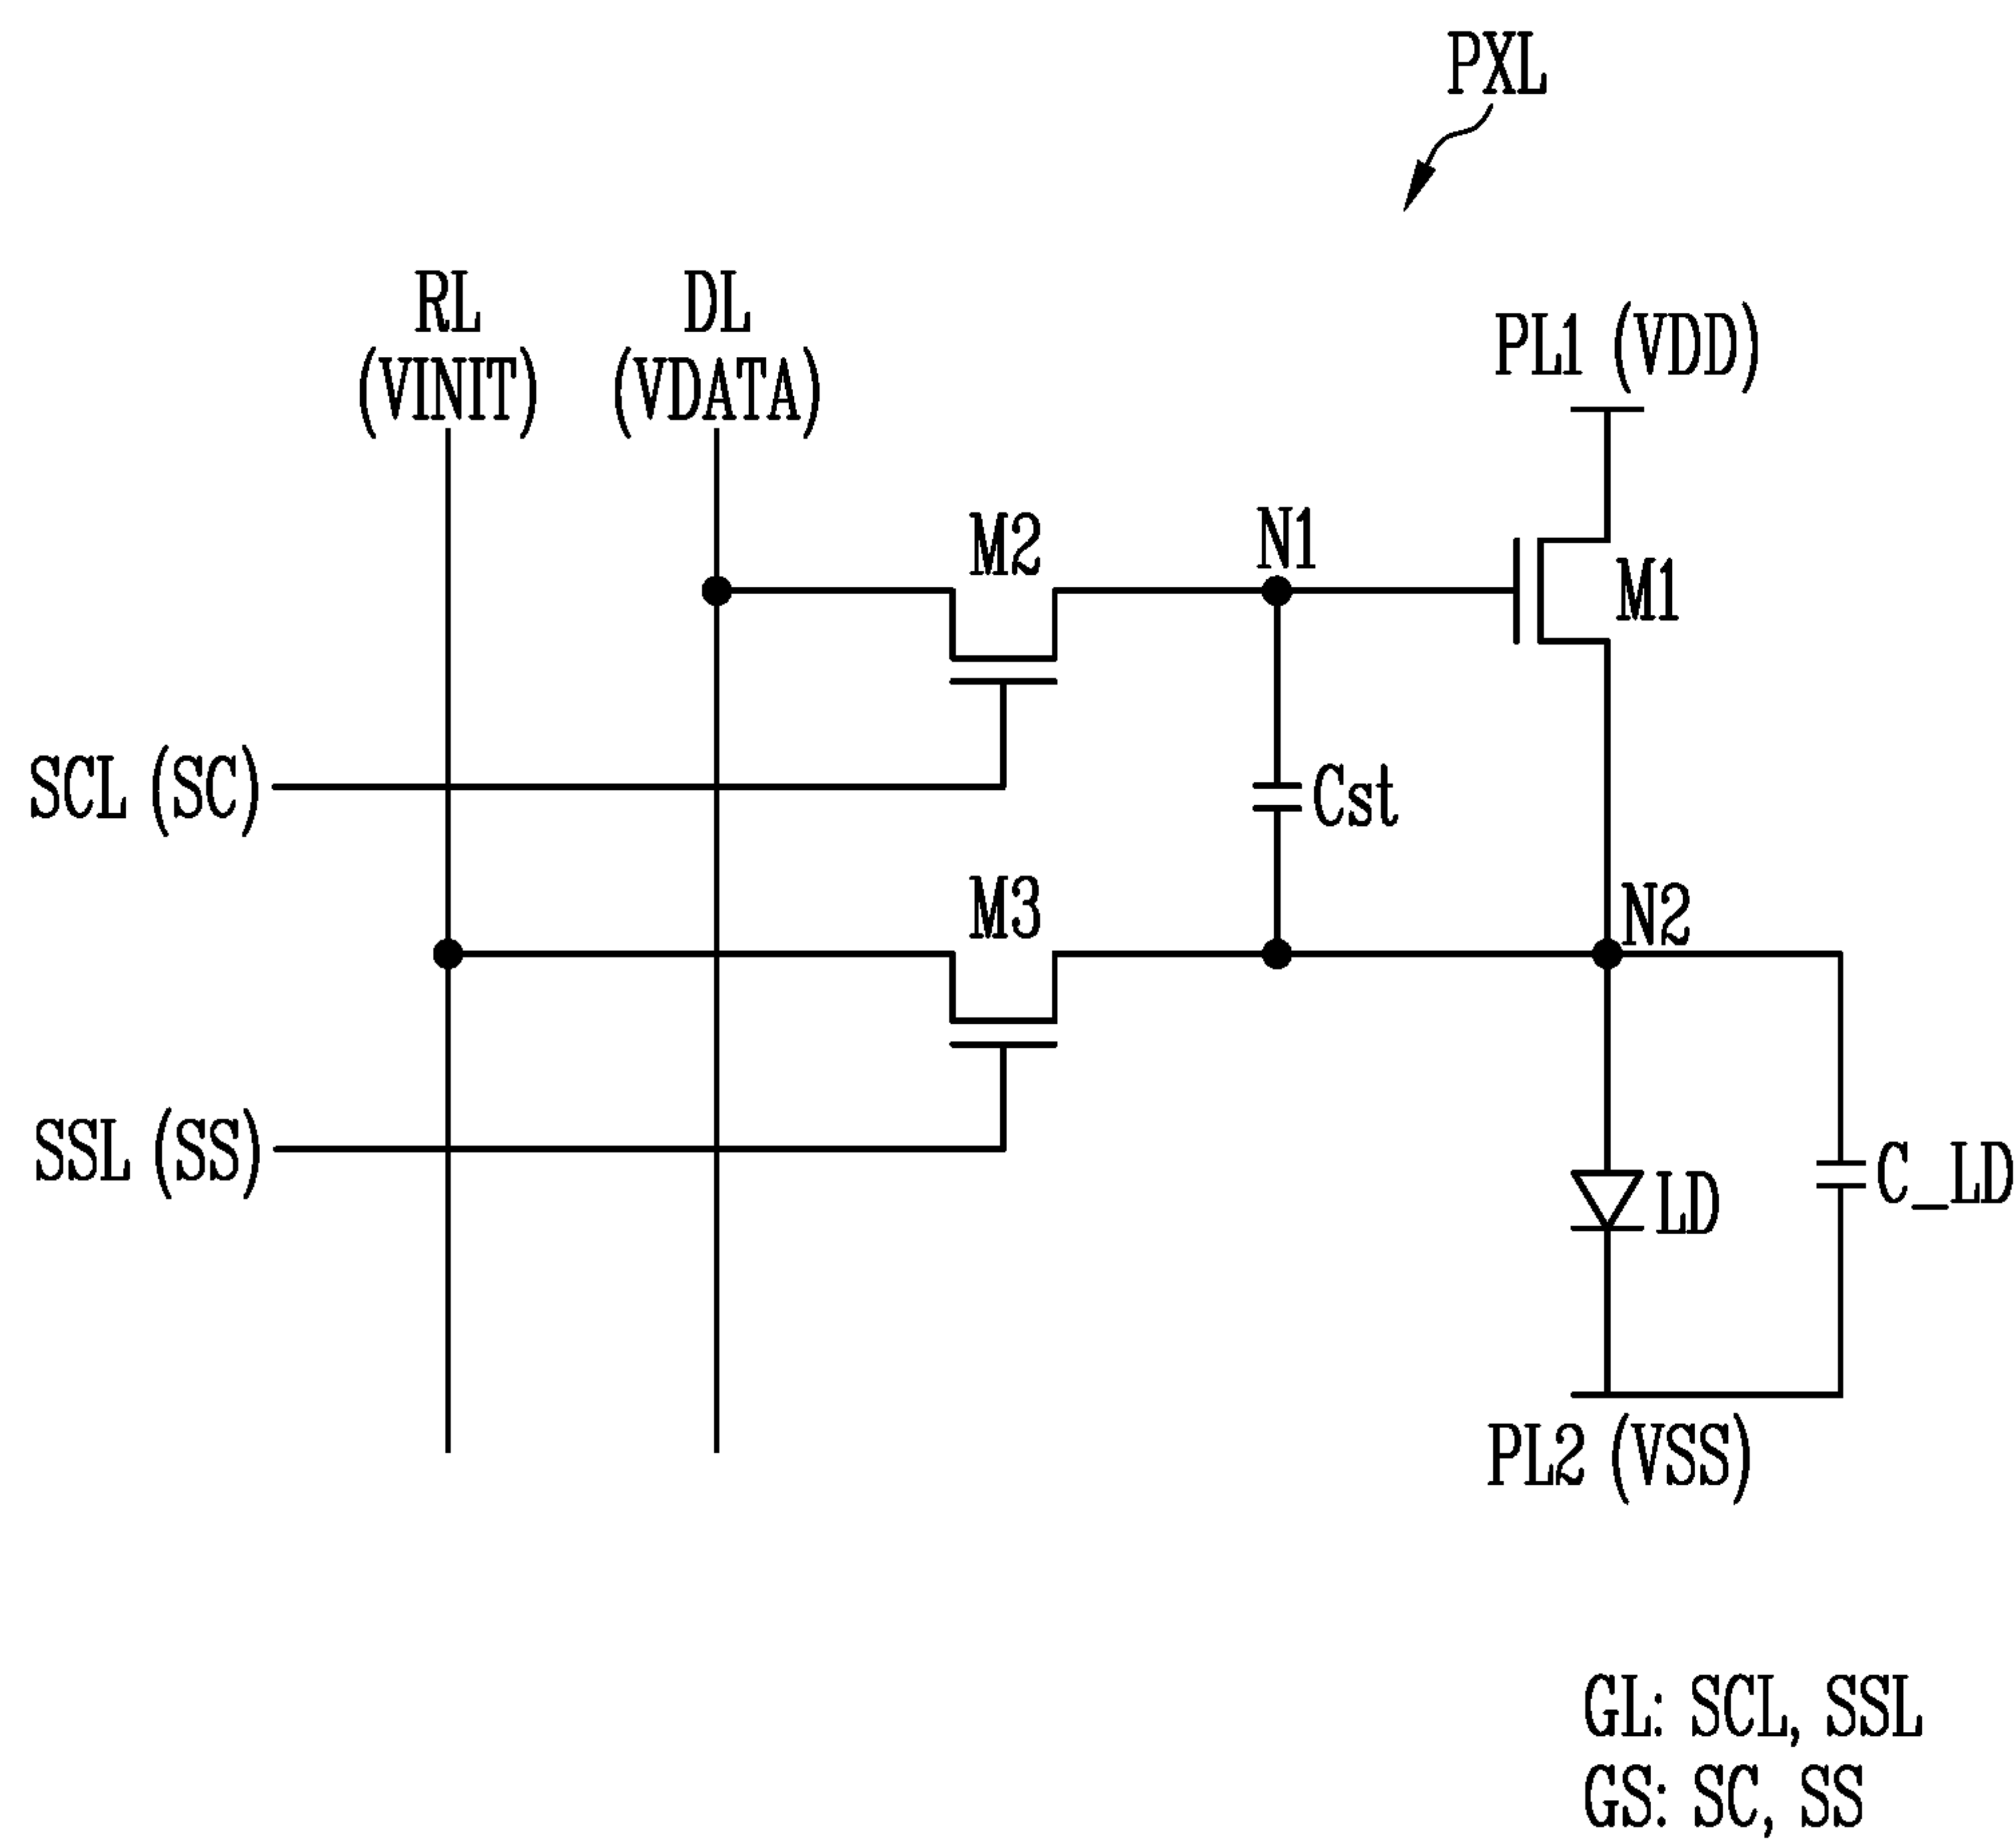 PXL
RL
(VINIT)
DL
(VDATA)
PL1 (VDD)
M2
N1
M1
SCL (SC)
Cst
M3
N2
SSL (SS)
LD
C_LD
PL2 (VSS)
GL: SCL, SSL
GS: SC, SS